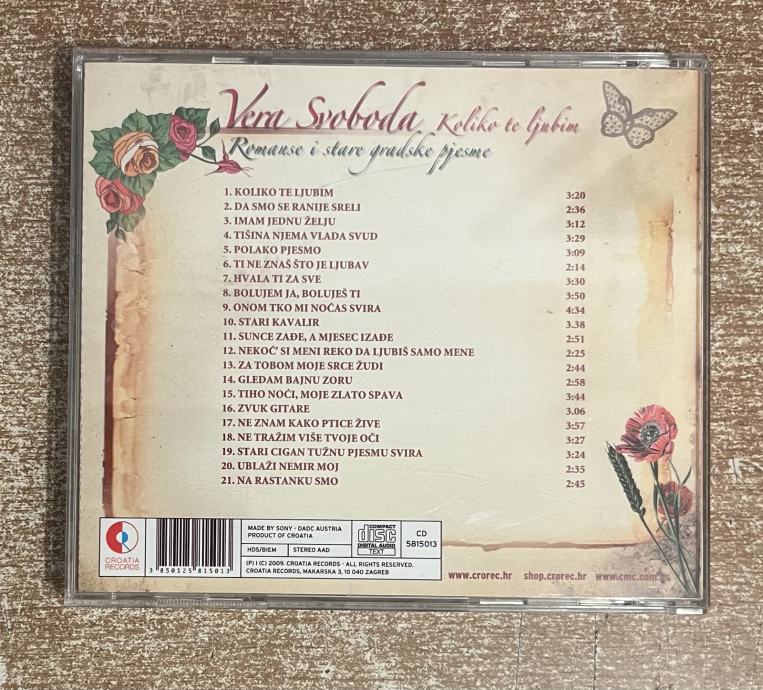 Vera Svoboda Koliko te ljubim
Romanse i stare gradske pjesme
1. KOLIKO TE LJUBIM 3:20
2. DA SMO SE RANIJE SRELI 2:36
3. IMAM JEDNU ŽELJU 3:12
4. TIŠINA NJEMA VLADA SVUD 3:29
5. POLAKO PJESMO 3:09
6. TI NE ZNAŠ ŠTO JE LJUBAV 2:14
7. HVALA TI ZA SVE 3:30
8. BOLUJEM JA, BOLUJEŠ TI 3:50
9. ONOM TKO MI NOĆAS SVIRA 4:34
10. STARI KAVALIR 3.38
11. SUNCE ZAĐE, A MJESEC IZAĐE 2:51
12. NEKOĆ' SI MENI REKO DA LJUBIŠ SAMO MENE 2:25
13. ZA TOBOM MOJE SRCE ŽUDI 2:44
14. GLEDAM BAJNU ZORU 2:58
15. TIHO NOĆI, MOJE ZLATO SPAVA 3:44
16. ZVUK GITARE 3.06
17. NE ZNAM KAKO PTICE ŽIVE 3:57
18. NE TRAŽIM VIŠE TVOJE OČI 3:27
19. STARI CIGAN TUŽNU PJESMU SVIRA 3:24
20. UBLAŽI NEMIR MOJ 2:35
21. NA RASTANKU SMO 2:45
CROATIA
RECORDS
3 850125 815013
MADE BY SONY - DADC AUSTRIA
PRODUCT OF CROATIA
HDS/BIEM STEREO AAD
COMPACT
disc
DIGITAL AUDIO
TEXT
CD
5815013
(P) I (C) 2009. CROATIA RECORDS - ALL RIGHTS RESERVED.
CROATIA RECORDS, MAKARSKA 3, 10 040 ZAGREB
www.crorec.hr shop.crorec.hr www.cmc.com.hr